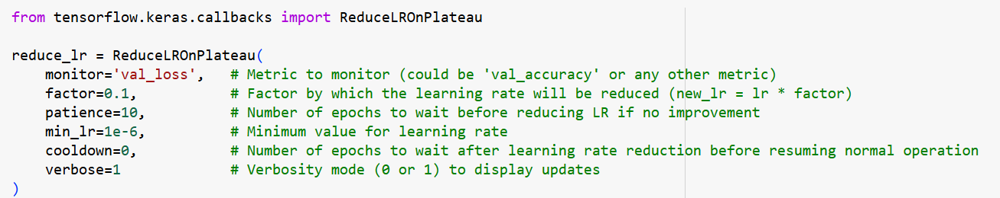 from tensorflow.keras.callbacks import ReduceLROnPlateau

reduce_lr = ReduceLROnPlateau(
    monitor='val_loss',   # Metric to monitor (could be 'val_accuracy' or any other metric)
    factor=0.1,           # Factor by which the learning rate will be reduced (new_lr = lr * factor)
    patience=10,          # Number of epochs to wait before reducing LR if no improvement
    min_lr=1e-6,          # Minimum value for learning rate
    cooldown=0,           # Number of epochs to wait after learning rate reduction before resuming normal operation
    verbose=1             # Verbosity mode (0 or 1) to display updates
)